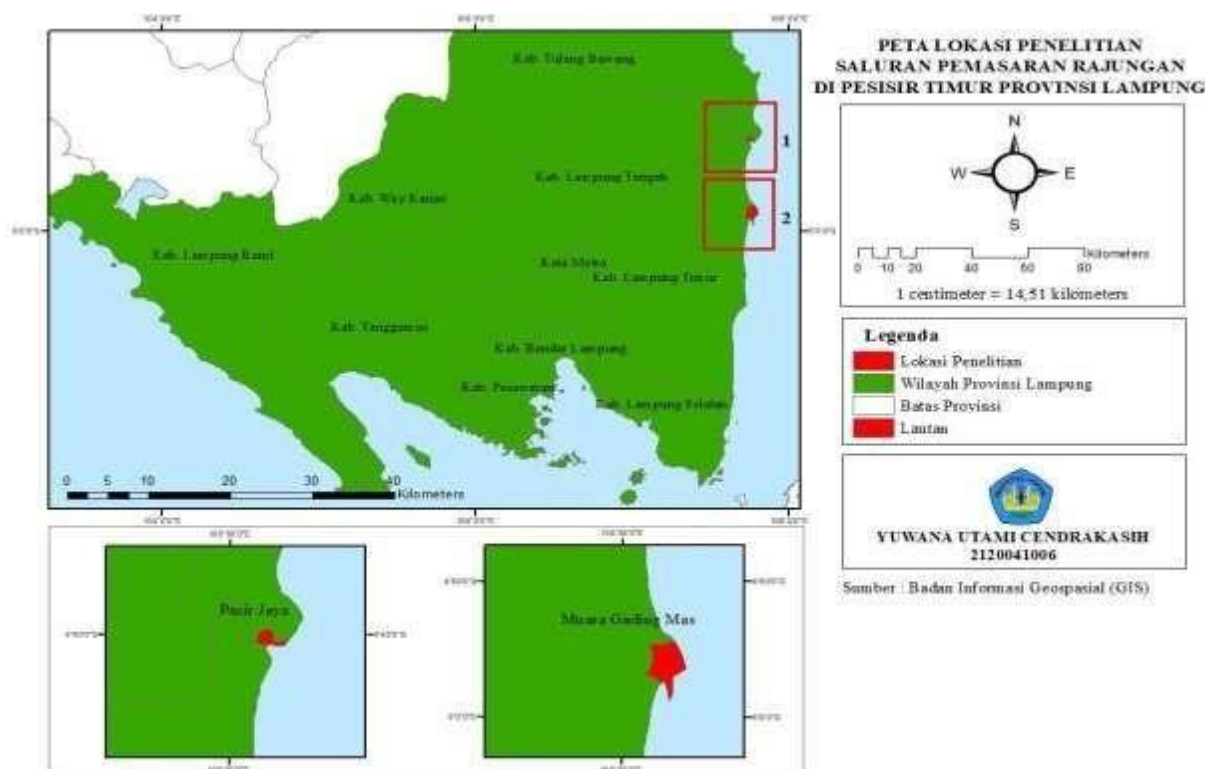 PETA LOKASI PENELITIAN
SALURAN PEMASARAN RAJUNGAN
DI PESISIR TIMUR PROVINSI LAMPUNG
Kab. Tulang Bawang
1
Kab. Lampung Tengah
Kab. Way Kanan
2
Kab. Lampung Barat
Kota Metro
Kab. Lampung Timur
Kab. Tanggamus
Kab. Bandar Lampung
Kab. Pesawaran
Kab. Lampung Selatan
0 5 10 20 30 40
Kilometers
N
W E
S
0 5 10 20 40 60 80
Kilometers
1 centimeter = 14,51 kilometers
Legenda
Lokasi Penelitian
Wilayah Provinsi Lampung
Batas Provinsi
Lautan
YUWANA UTAMI CENDRAKASIH
2120041006
Sumber : Badan Informasi Geospasial (GIS)
Pasir Jaya
Muara Gading Mas